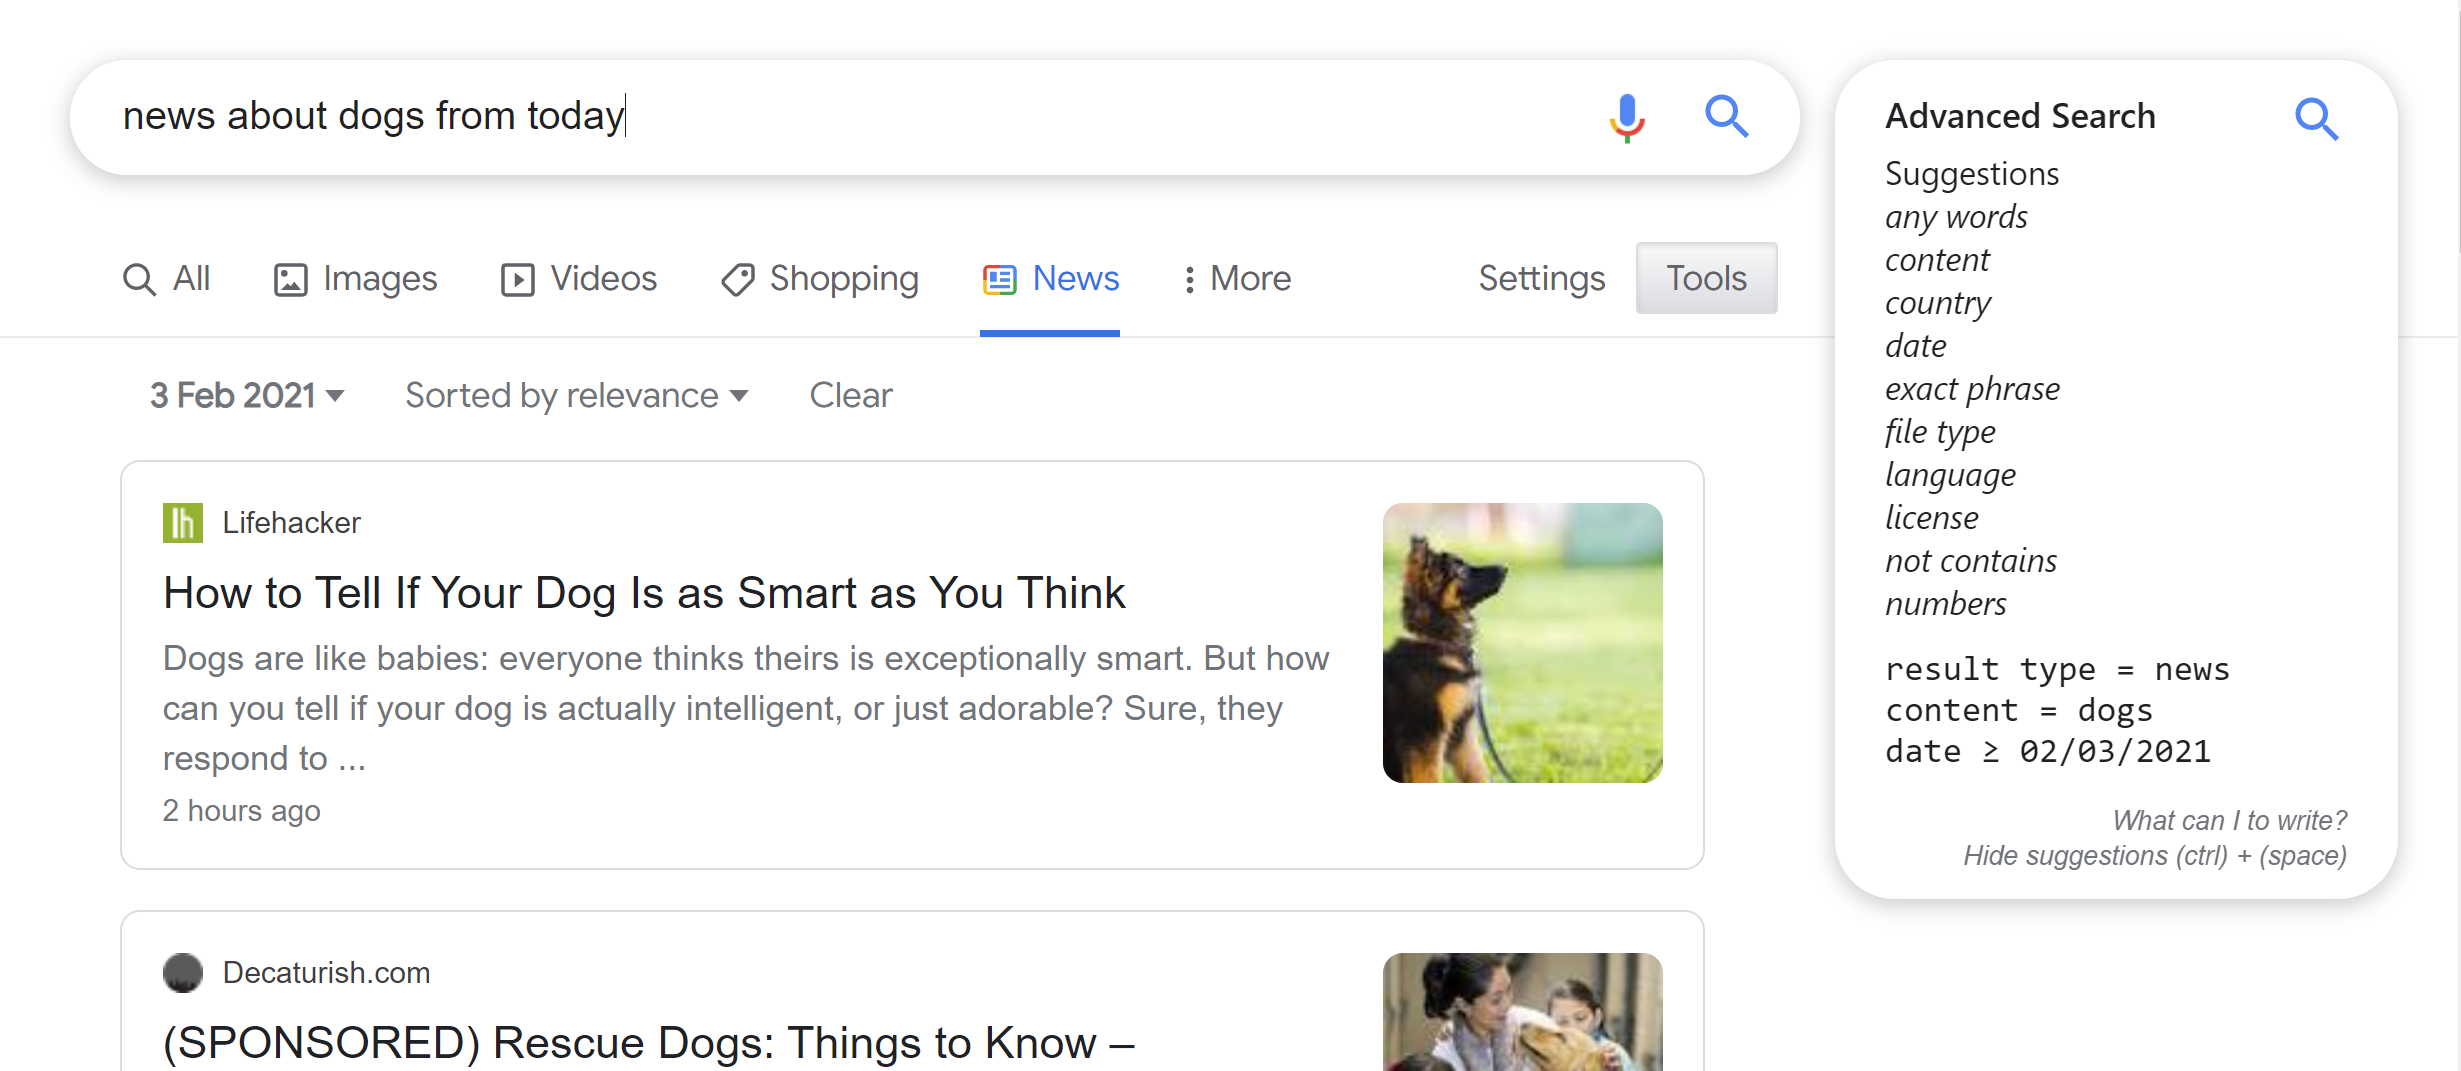 news about dogs from today
All Images Videos Shopping News More Settings Tools
3 Feb 2021 Sorted by relevance Clear
lh Lifehacker
How to Tell If Your Dog Is as Smart as You Think
Dogs are like babies: everyone thinks theirs is exceptionally smart. But how
can you tell if your dog is actually intelligent, or just adorable? Sure, they
respond to ...
2 hours ago
Decaturish.com
(SPONSORED) Rescue Dogs: Things to Know –
Advanced Search
Suggestions
any words
content
country
date
exact phrase
file type
language
license
not contains
numbers
result type = news
content = dogs
date ≥ 02/03/2021
What can I to write?
Hide suggestions (ctrl) + (space)